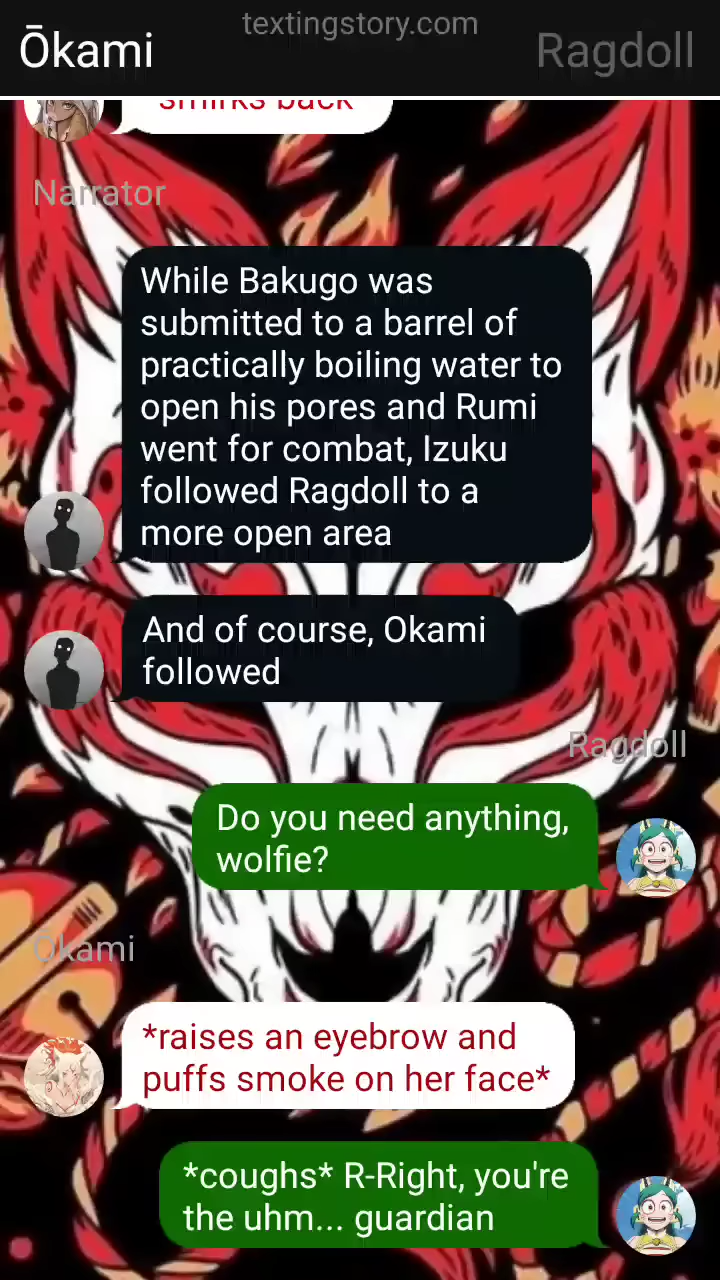 textingstory.com
Ōkami
Ragdoll
smirks back
Narrator
While Bakugo was
submitted to a barrel of
practically boiling water to
open his pores and Rumi
went for combat, Izuku
followed Ragdoll to a
more open area
And of course, Okami
followed
Ragdoll
Do you need anything,
wolfie?
Ōkami
*raises an eyebrow and
puffs smoke on her face*
*coughs* R-Right, you're
the uhm... guardian